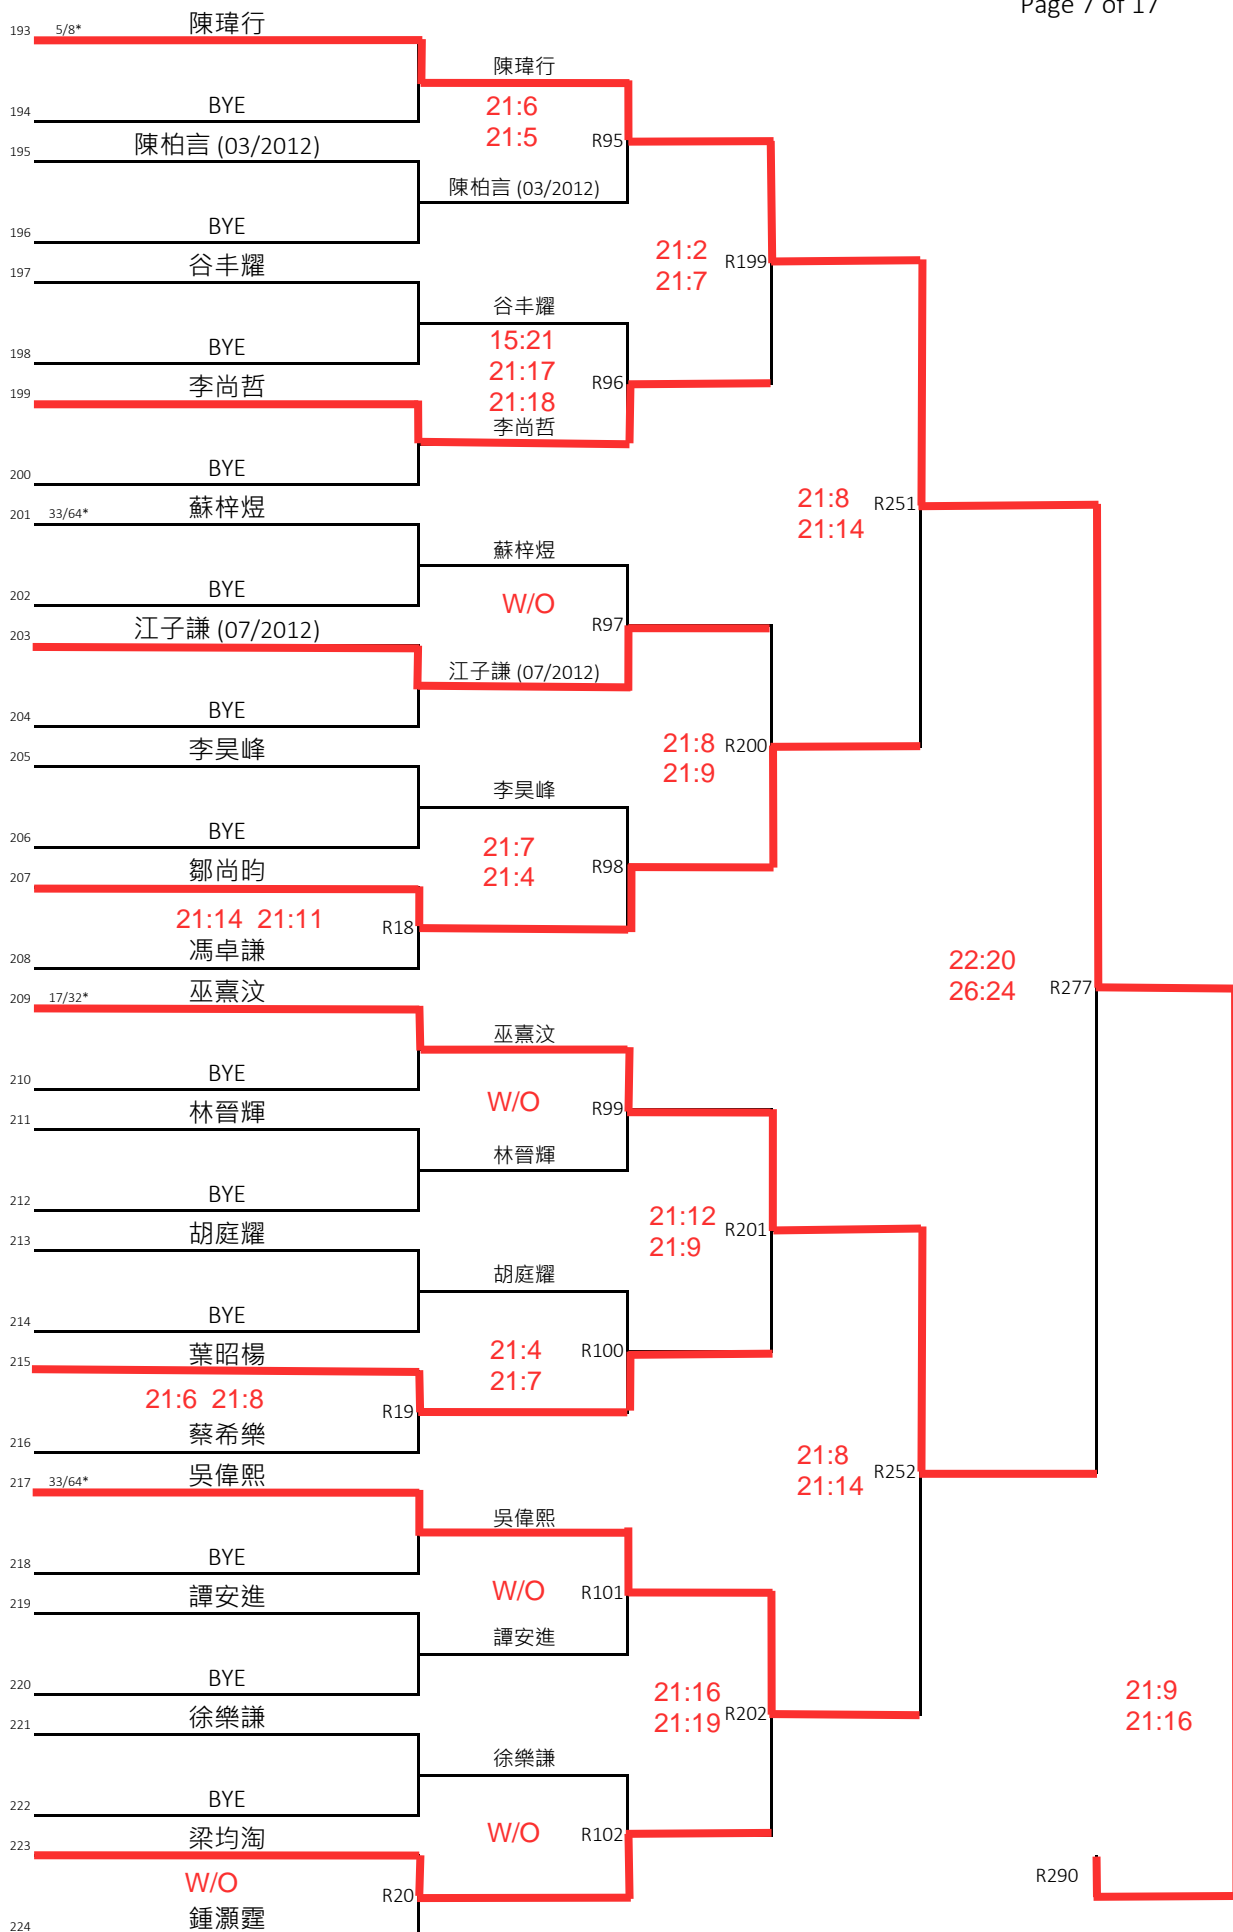 Page 7 of 17
193 5/8* 陳瑋行
陳瑋行
194 BYE
21:6
21:5
R95
195 陳柏言 (03/2012)
陳柏言 (03/2012)
196 BYE
21:2
21:7
R199
197 谷丰耀
谷丰耀
198 BYE
15:21
21:17
21:18
R96
199 李尚哲
李尚哲
200 BYE
21:8
21:14
R251
201 33/64* 蘇梓煜
蘇梓煜
202 BYE
W/O
R97
203 江子謙 (07/2012)
江子謙 (07/2012)
204 BYE
21:8
21:9
R200
205 李昊峰
李昊峰
206 BYE
21:7
21:4
R98
207 鄒尚昀
21:14 21:11
R18
208 馮卓謙
22:20
26:24
R277
209 17/32* 巫熹汶
巫熹汶
210 BYE
W/O
R99
211 林晉輝
林晉輝
212 BYE
21:12
21:9
R201
213 胡庭耀
胡庭耀
214 BYE
21:4
21:7
R100
215 葉昭楊
21:6 21:8
R19
216 蔡希樂
21:8
21:14
R252
217 33/64* 吳偉熙
吳偉熙
218 BYE
W/O
R101
219 譚安進
譚安進
220 BYE
21:16
21:19
R202
21:9
21:16
221 徐樂謙
徐樂謙
222 BYE
W/O
R102
223 梁均淘
W/O
R20
R290
224 鍾灝霆